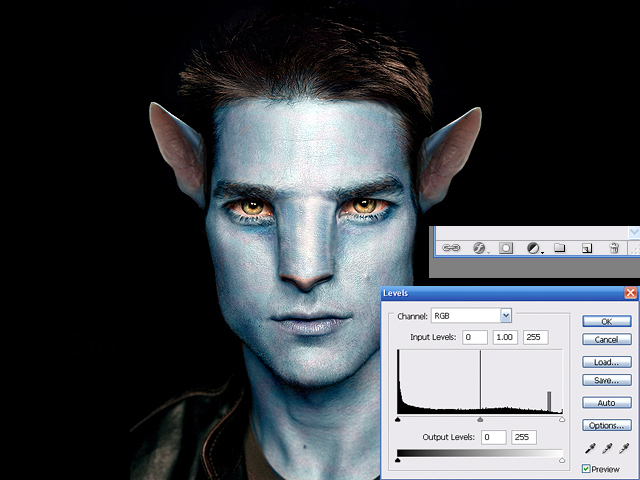 Levels
Channel: RGB
OK
Input Levels: 0 1.00 255
Cancel
Load...
Save...
Auto
Options...
Output Levels: 0 255
Preview